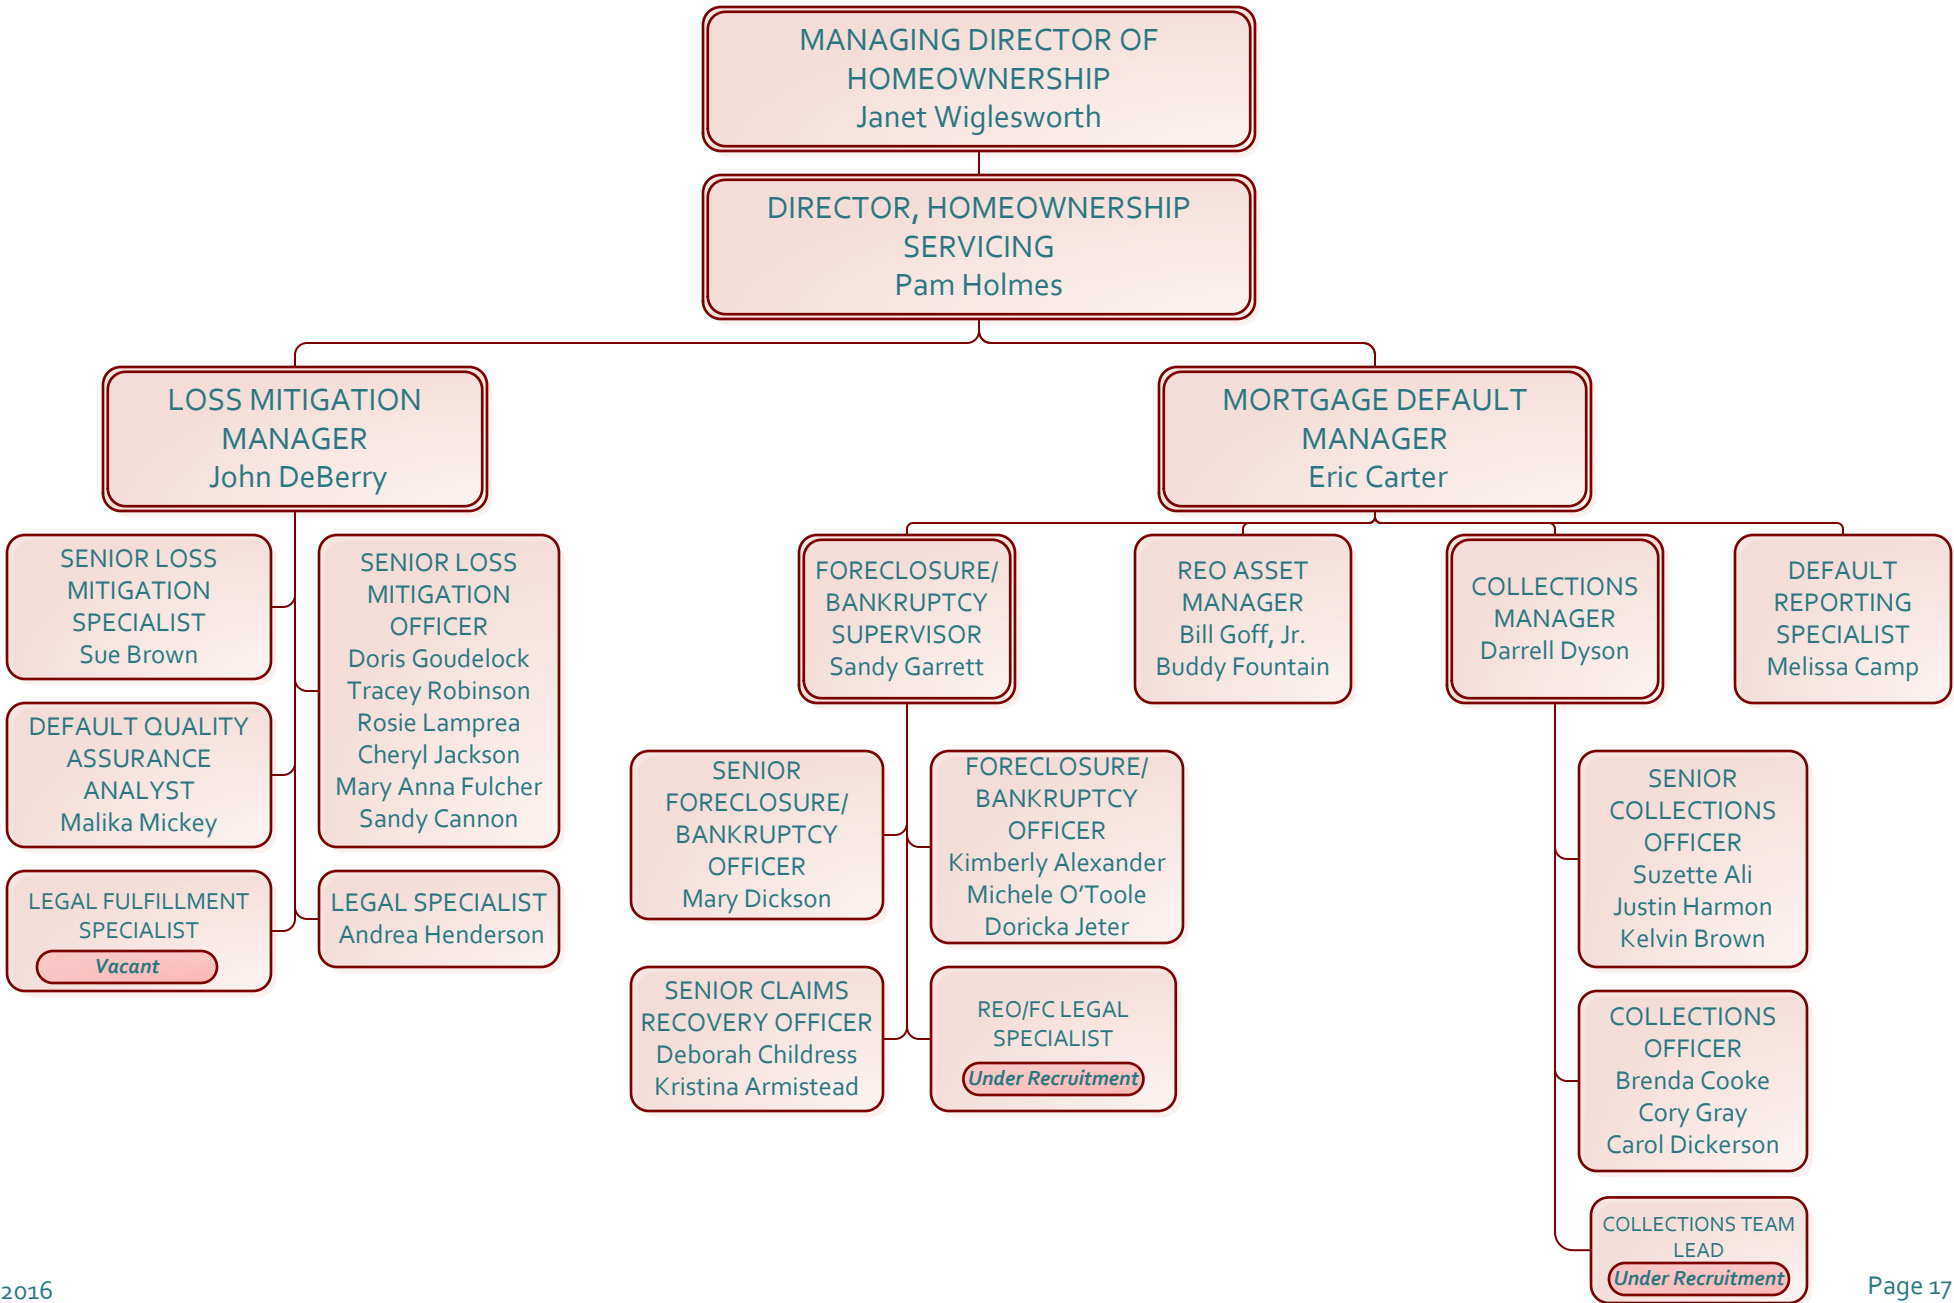 MANAGING DIRECTOR OF
HOMEOWNERSHIP
Janet Wiglesworth
DIRECTOR, HOMEOWNERSHIP
SERVICING
Pam Holmes
LOSS MITIGATION
MANAGER
John DeBerry
MORTGAGE DEFAULT
MANAGER
Eric Carter
SENIOR LOSS
MITIGATION
SPECIALIST
Sue Brown
SENIOR LOSS
MITIGATION
OFFICER
Doris Goudelock
Tracey Robinson
Rosie Lamprea
Cheryl Jackson
Mary Anna Fulcher
Sandy Cannon
DEFAULT QUALITY
ASSURANCE
ANALYST
Malika Mickey
LEGAL FULFILLMENT
SPECIALIST
Vacant
LEGAL SPECIALIST
Andrea Henderson
FORECLOSURE/
BANKRUPTCY
SUPERVISOR
Sandy Garrett
REO ASSET
MANAGER
Bill Goff, Jr.
Buddy Fountain
COLLECTIONS
MANAGER
Darrell Dyson
DEFAULT
REPORTING
SPECIALIST
Melissa Camp
SENIOR
FORECLOSURE/
BANKRUPTCY
OFFICER
Mary Dickson
FORECLOSURE/
BANKRUPTCY
OFFICER
Kimberly Alexander
Michele O’Toole
Doricka Jeter
SENIOR CLAIMS
RECOVERY OFFICER
Deborah Childress
Kristina Armistead
REO/FC LEGAL
SPECIALIST
Under Recruitment
SENIOR
COLLECTIONS
OFFICER
Suzette Ali
Justin Harmon
Kelvin Brown
COLLECTIONS
OFFICER
Brenda Cooke
Cory Gray
Carol Dickerson
COLLECTIONS TEAM
LEAD
Under Recruitment
2016
Page 17